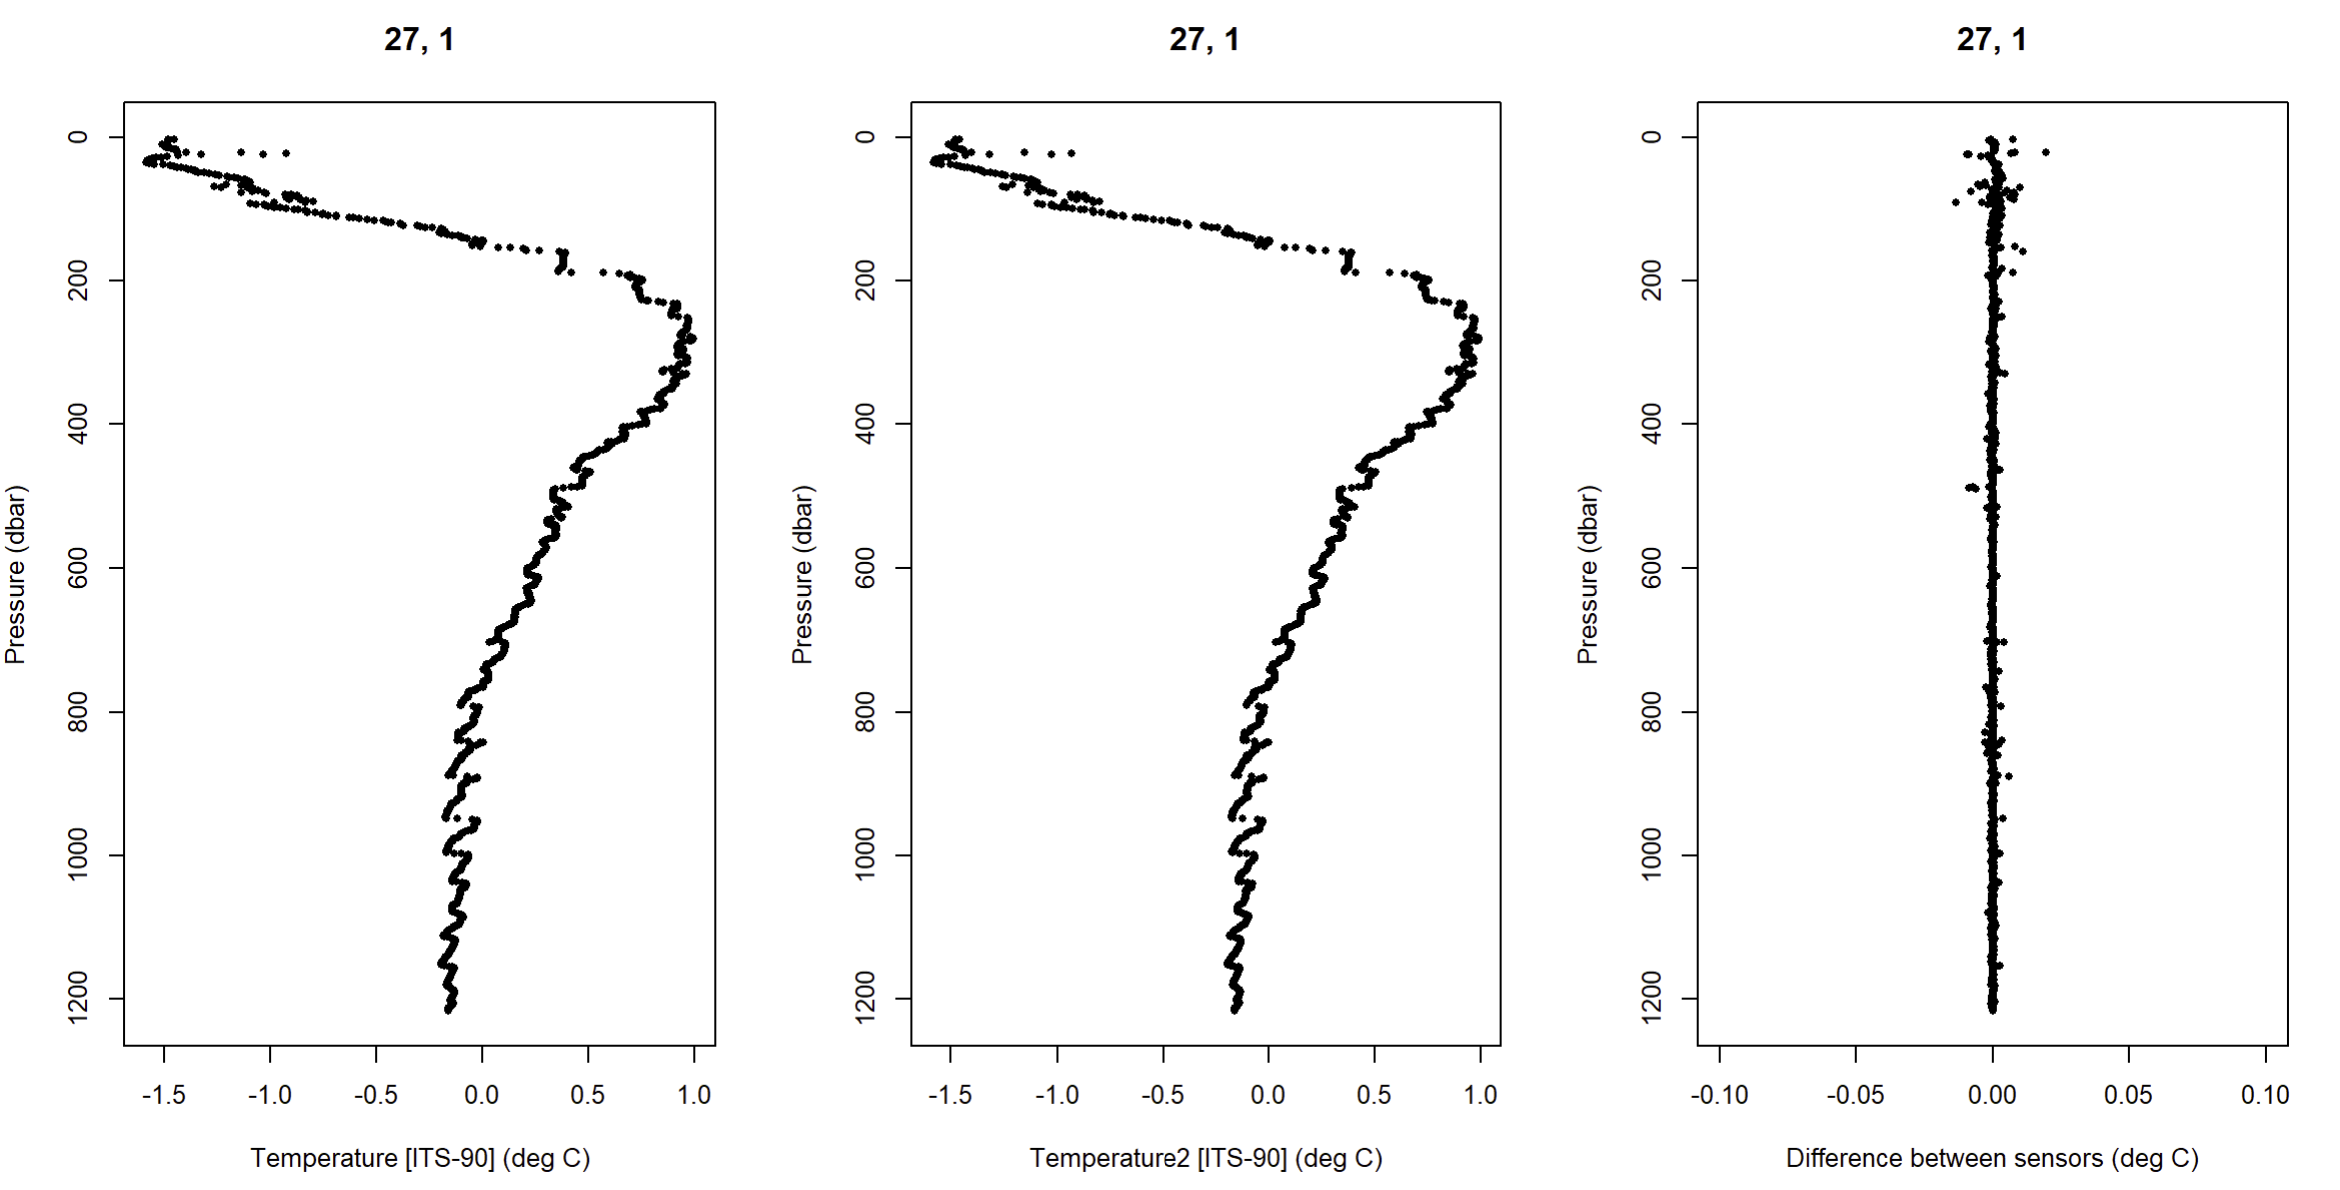 27, 1
0
200
400
600
800
1000
1200
Pressure (dbar)
-1.5 -1.0 -0.5 0.0 0.5 1.0
Temperature [ITS-90] (deg C)
27, 1
0
200
400
600
800
1000
1200
Pressure (dbar)
-1.5 -1.0 -0.5 0.0 0.5 1.0
Temperature2 [ITS-90] (deg C)
27, 1
0
200
400
600
800
1000
1200
Pressure (dbar)
-0.10 -0.05 0.00 0.05 0.10
Difference between sensors (deg C)